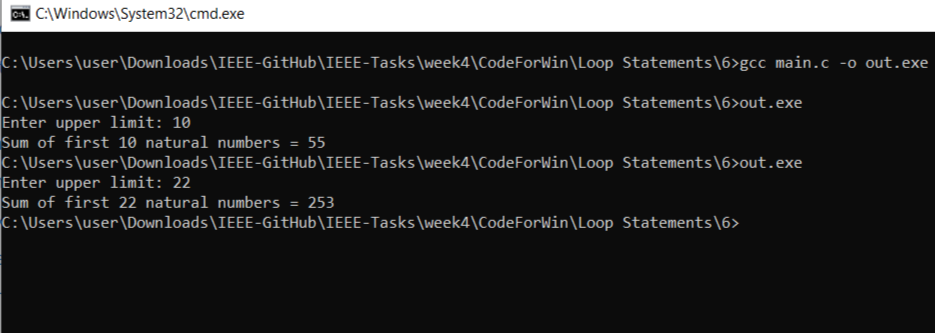 C:\Windows\System32\cmd.exe
C:\Users\user\Downloads\IEEE-GitHub\IEEE-Tasks\week4\CodeForWin\Loop Statements\6>gcc main.c -o out.exe
C:\Users\user\Downloads\IEEE-GitHub\IEEE-Tasks\week4\CodeForWin\Loop Statements\6>out.exe
Enter upper limit: 10
Sum of first 10 natural numbers = 55
C:\Users\user\Downloads\IEEE-GitHub\IEEE-Tasks\week4\CodeForWin\Loop Statements\6>out.exe
Enter upper limit: 22
Sum of first 22 natural numbers = 253
C:\Users\user\Downloads\IEEE-GitHub\IEEE-Tasks\week4\CodeForWin\Loop Statements\6>